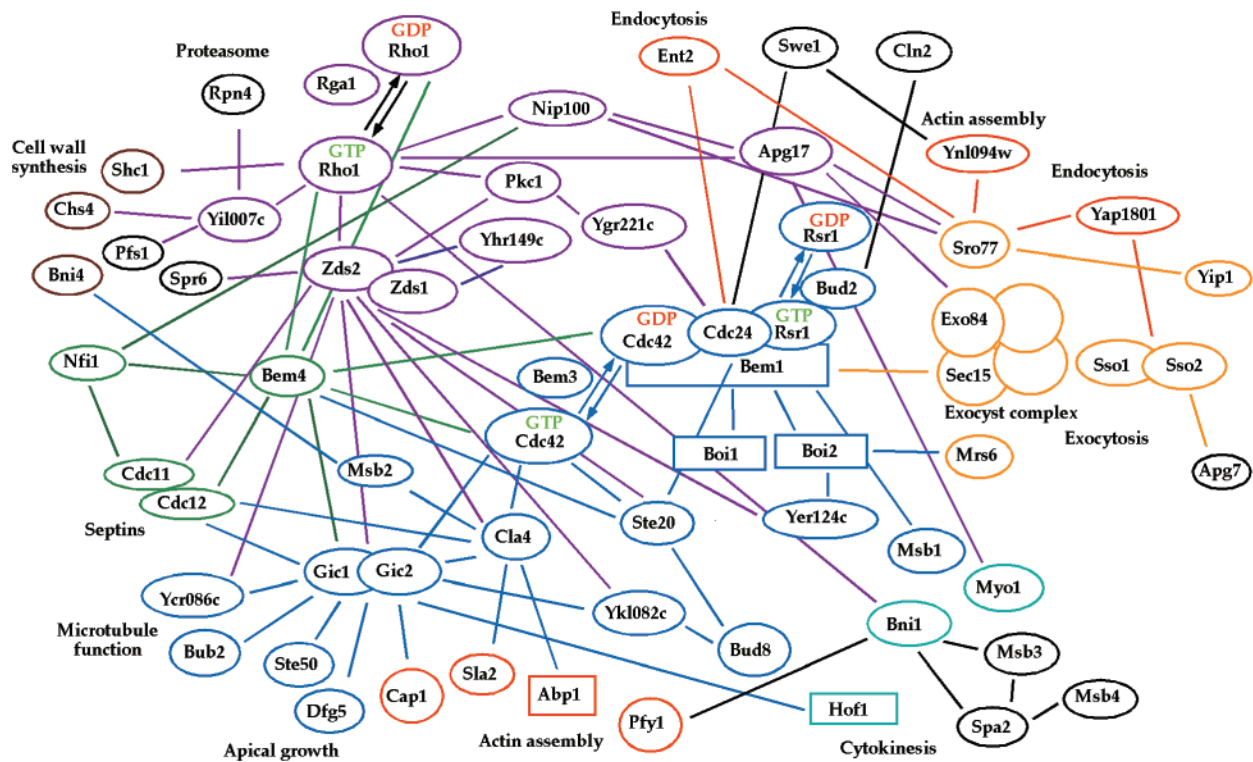 Endocytosis
GDP
Rho1
Swe1
Cln2
Ent2
Proteasome
Rga1
Rpn4
Nip100
Actin assembly
Cell wall
synthesis
GTP
Rho1
Apg17
Ynl094w
Shc1
Pkc1
Endocytosis
Chs4
Yil007c
Ygr221c
GDP
Rsr1
Yap1801
Pfs1
Yhr149c
Sro77
Bni4
Spr6
Zds2
Zds1
Bud2
Yip1
GDP
Cdc42
Cdc24
GTP
Rsr1
Exo84
Nfi1
Bem4
Bem3
Bem1
Sec15
Sso1
Sso2
Exocyst complex
Exocytosis
GTP
Cdc42
Boi1
Boi2
Mrs6
Cdc11
Msb2
Apg7
Cdc12
Septins
Ste20
Yer124c
Cla4
Msb1
Gic1
Gic2
Myo1
Ycr086c
Ykl082c
Bni1
Microtubule
function
Bub2
Ste50
Bud8
Msb3
Sla2
Cap1
Abp1
Msb4
Dfg5
Pfy1
Hof1
Spa2
Apical growth
Actin assembly
Cytokinesis